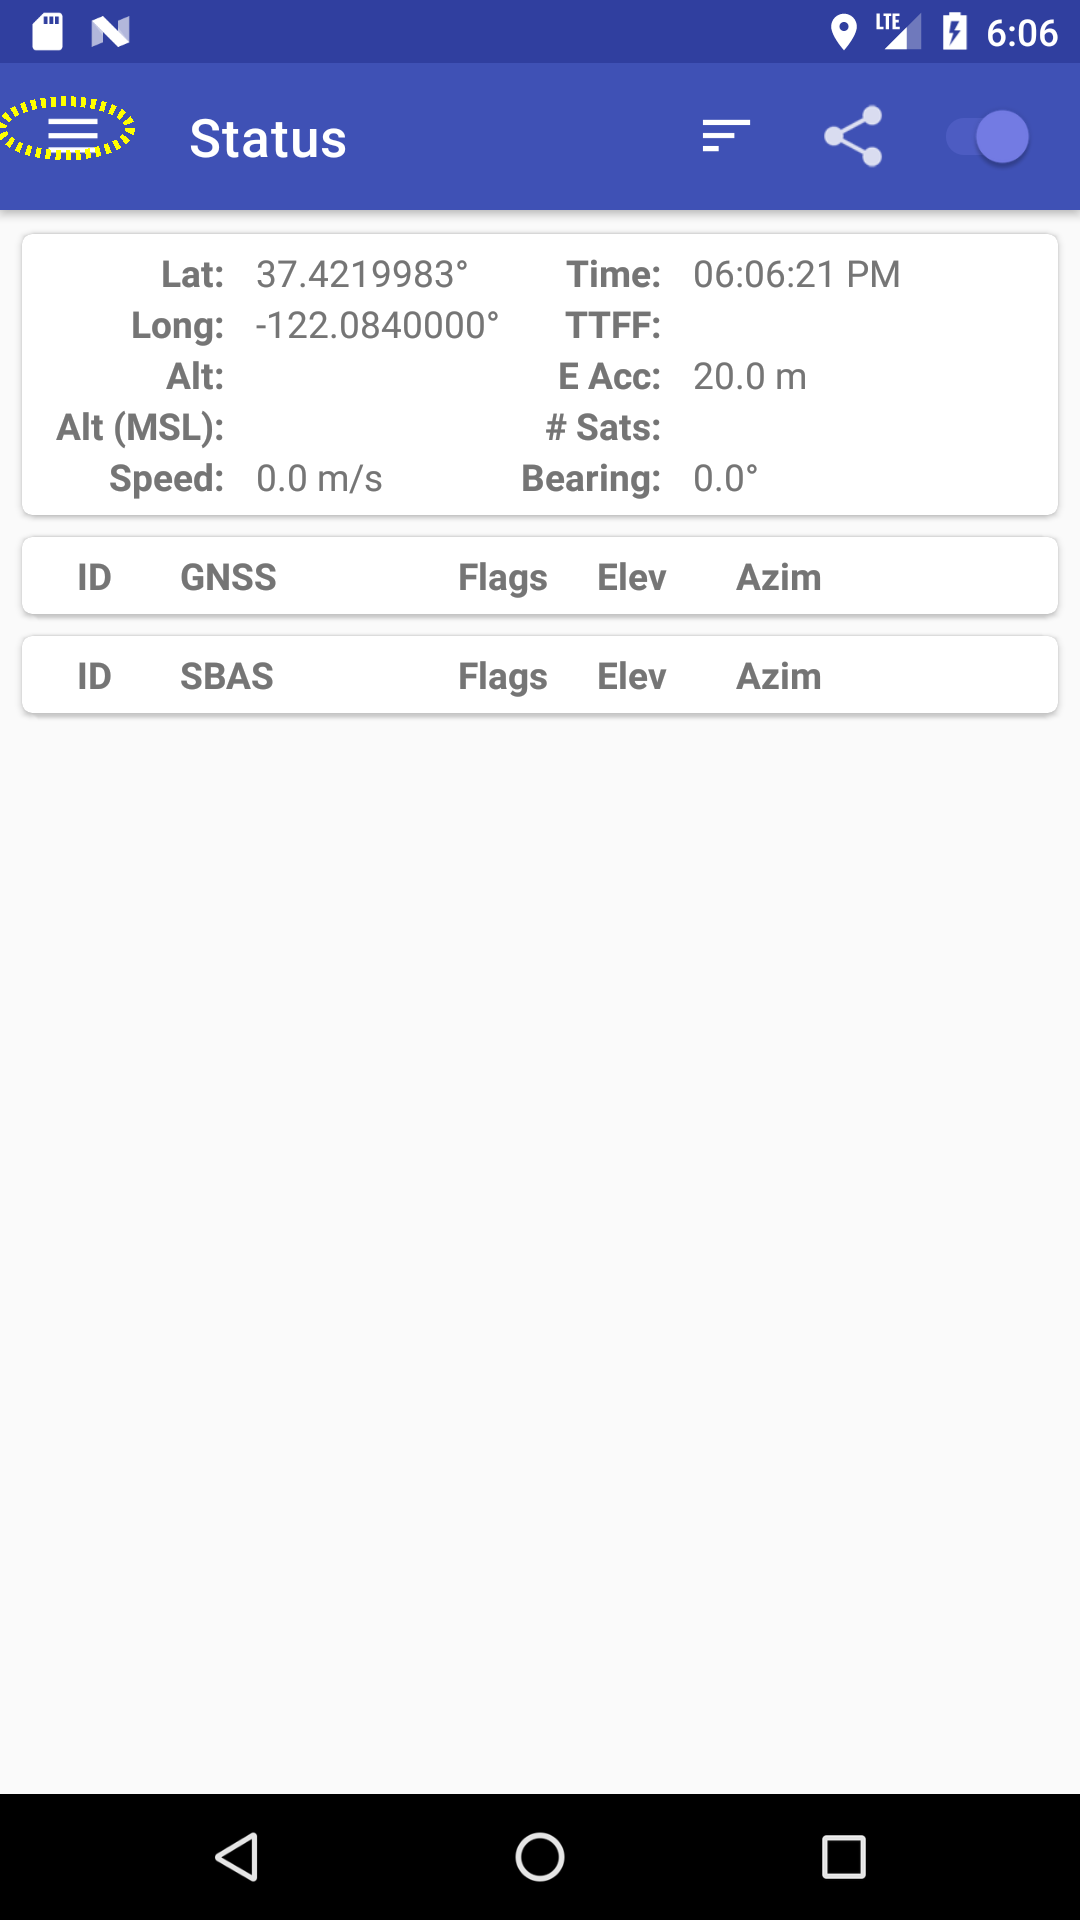 LTE 6:06
Status
Lat: 37.4219983° Time: 06:06:21 PM
Long: -122.0840000° TTFF:
Alt: E Acc: 20.0 m
Alt (MSL): # Sats:
Speed: 0.0 m/s Bearing: 0.0°
ID GNSS Flags Elev Azim
ID SBAS Flags Elev Azim